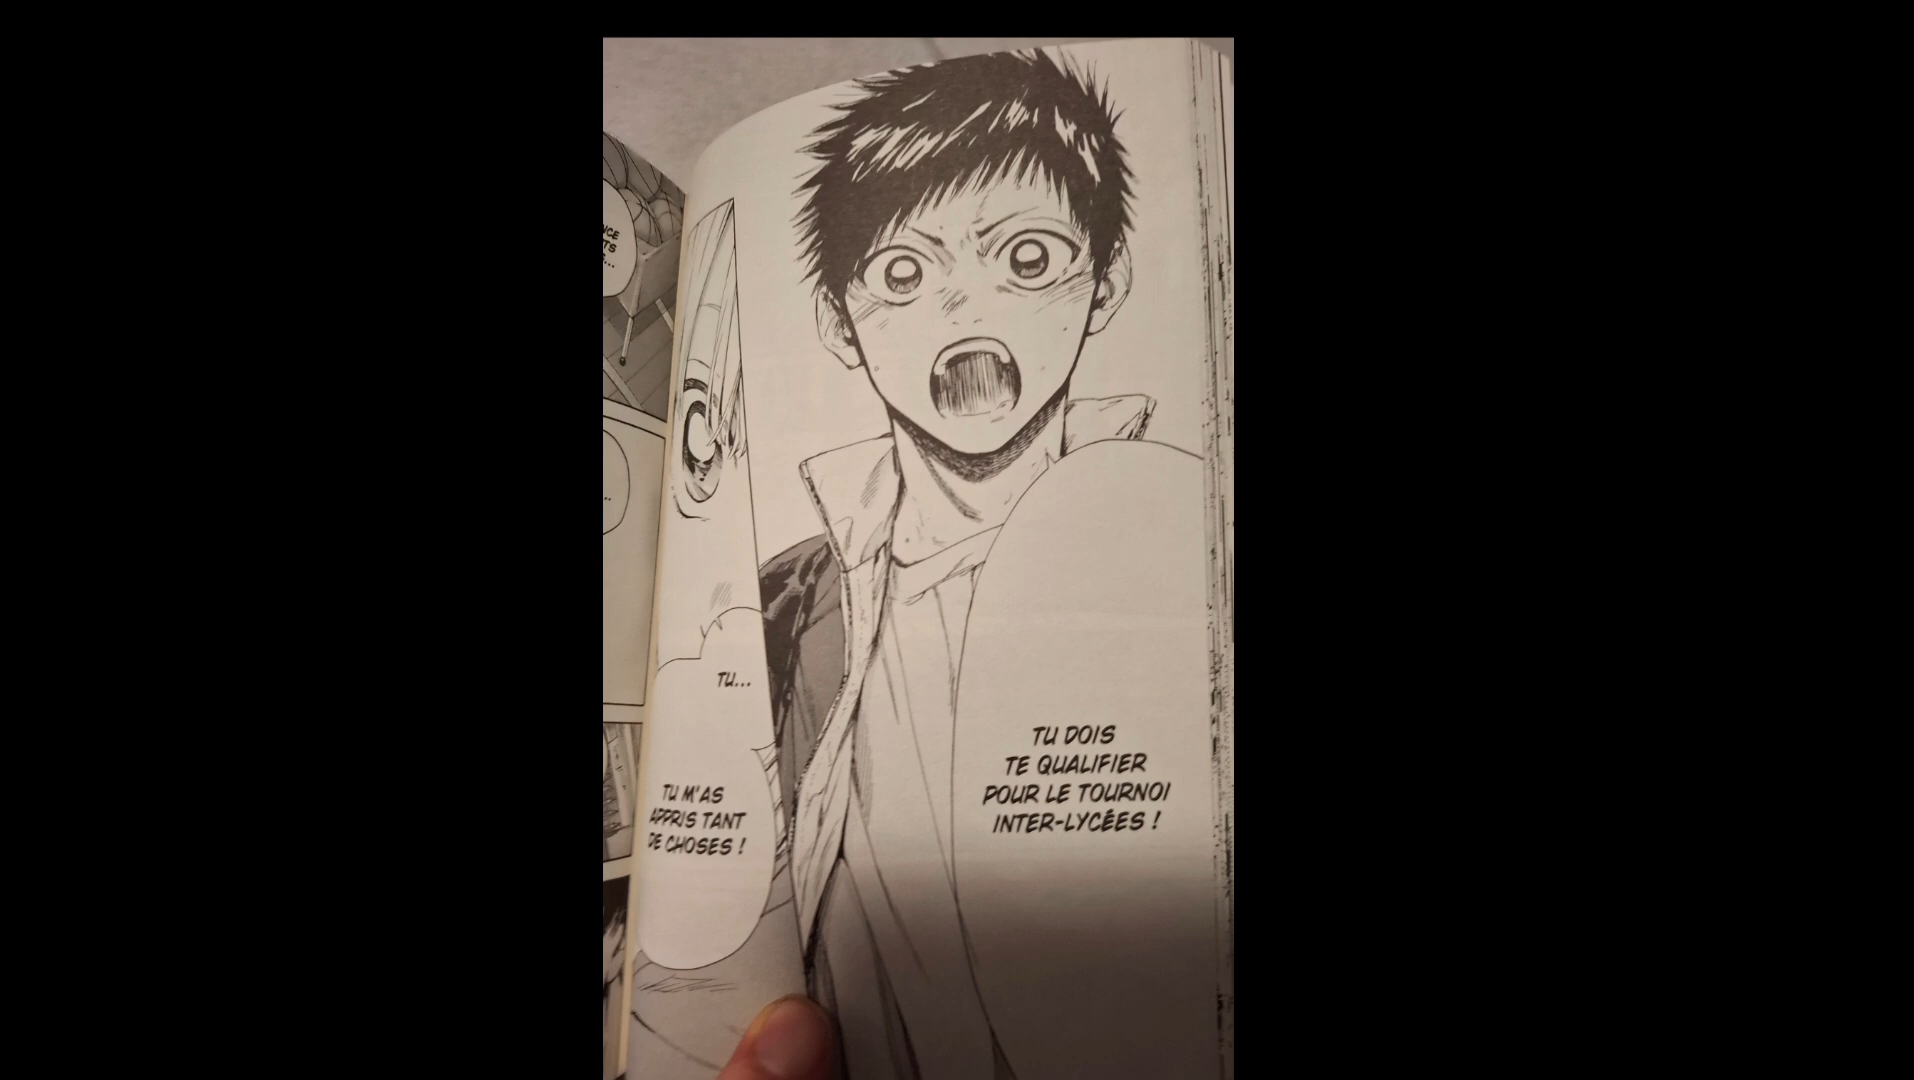 TU DOIS
TE QUALIFIER
POUR LE TOURNOI
INTER-LYCÉES !
TU...
TU M'AS
APPRIS TANT
DE CHOSES !